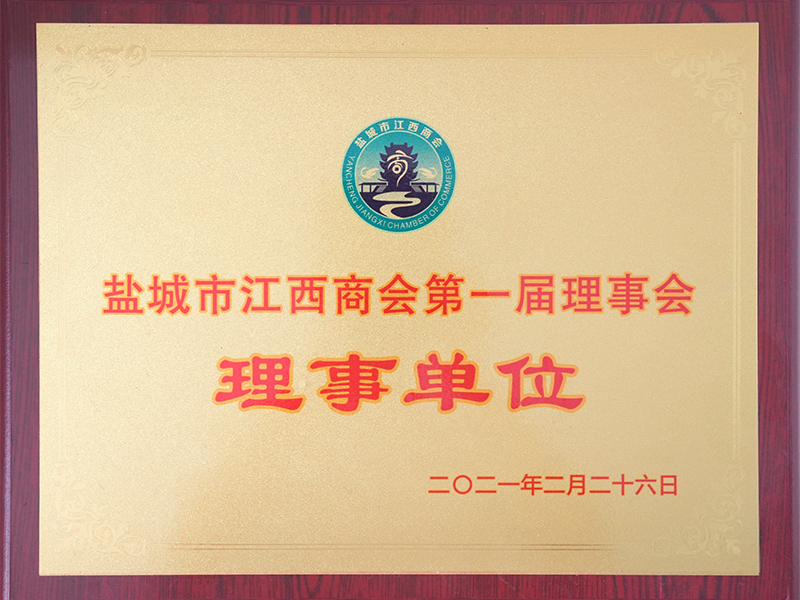 盐城市江西商会
YANCHENG JIANGXI CHAMBER OF COMMERCE
盐城市江西商会第一届理事会
理事单位
二〇二一年二月二十六日